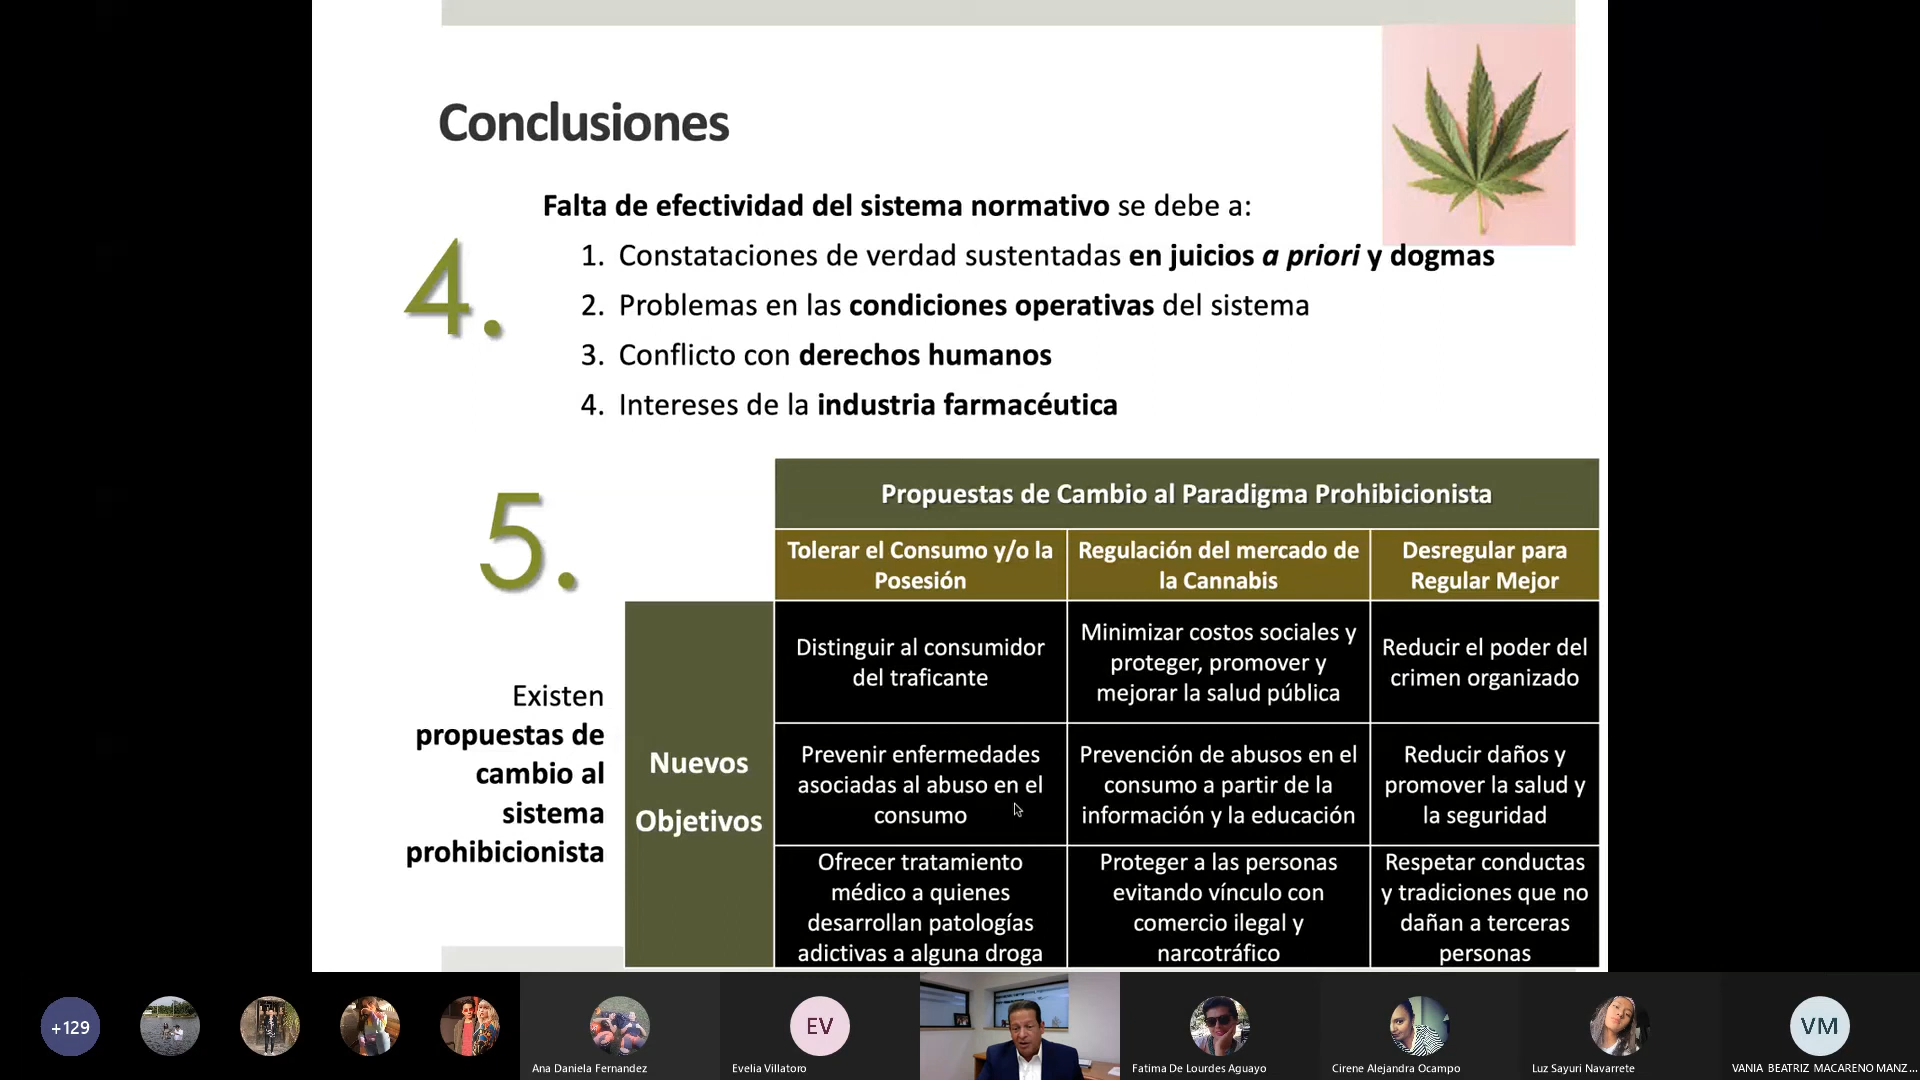 Conclusiones
4.
Falta de efectividad del sistema normativo se debe a:
1. Constataciones de verdad sustentadas en juicios a priori y dogmas
2. Problemas en las condiciones operativas del sistema
3. Conflicto con derechos humanos
4. Intereses de la industria farmacéutica
5.
Existen
propuestas de
cambio al
sistema
prohibicionista
Propuestas de Cambio al Paradigma Prohibicionista
Tolerar el Consumo y/o la
Posesión
Regulación del mercado de
la Cannabis
Desregular para
Regular Mejor
Nuevos
Objetivos
Distinguir al consumidor
del traficante
Minimizar costos sociales y
proteger, promover y
mejorar la salud pública
Reducir el poder del
crimen organizado
Prevenir enfermedades
asociadas al abuso en el
consumo
Prevención de abusos en el
consumo a partir de la
información y la educación
Reducir daños y
promover la salud y
la seguridad
Ofrecer tratamiento
médico a quienes
desarrollan patologías
adictivas a alguna droga
Proteger a las personas
evitando vínculo con
comercio ilegal y
narcotráfico
Respetar conductas
y tradiciones que no
dañan a terceras
personas
+129
Ana Daniela Fernandez
EV
Evelia Villatoro
Fatima De Lourdes Aguayo
Cirene Alejandra Ocampo
Luz Sayuri Navarrete
VM
VANIA BEATRIZ MACARENO MANZ...